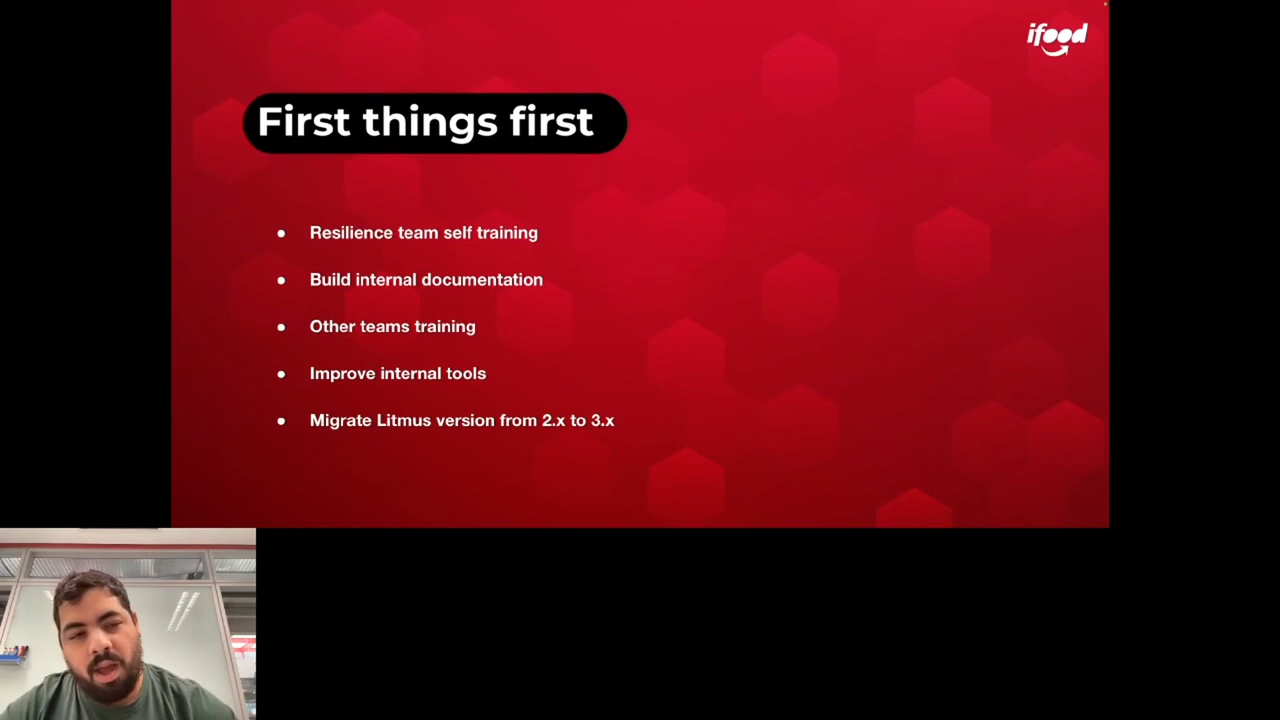 ifood
First things first
Resilience team self training
Build internal documentation
Other teams training
Improve internal tools
Migrate Litmus version from 2.x to 3.x